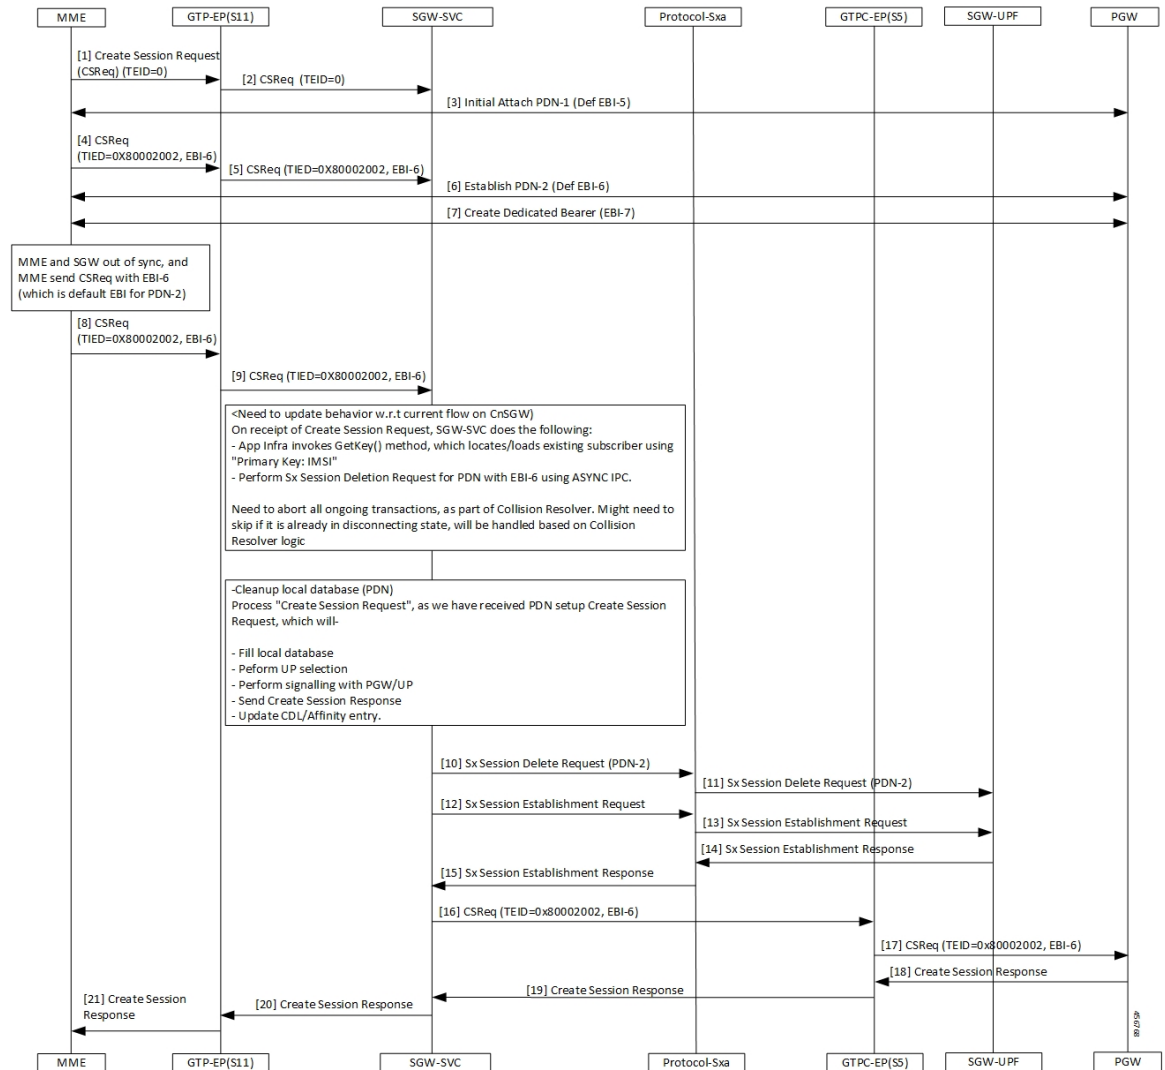 MME GTP-EP(S11) SGW-SVC Protocol-Sxa GTPC-EP(S5) SGW-UPF PGW
[1] Create Session Request
(CSReq) (TEID=0)
[2] CSReq (TEID=0)
[3] Initial Attach PDN-1 (Def EBI-5)
[4] CSReq
(TIED=0X80002002, EBI-6)
[5] CSReq (TIED=0X80002002, EBI-6)
[6] Establish PDN-2 (Def EBI-6)
[7] Create Dedicated Bearer (EBI-7)
MME and SGW out of sync, and
MME send CSReq with EBI-6
(which is default EBI for PDN-2)
[8] CSReq
(TIED=0X80002002, EBI-6)
[9] CSReq (TIED=0X80002002, EBI-6)
<Need to update behavior w.r.t current flow on CnSGW)
On receipt of Create Session Request, SGW-SVC does the following:
- App Infra invokes GetKey() method, which locates/loads existing subscriber using
"Primary Key: IMSI"
- Perform Sx Session Deletion Request for PDN with EBI-6 using ASYNC IPC.
Need to abort all ongoing transactions, as part of Collision Resolver. Might need to
skip if it is already in disconnecting state, will be handled based on Collision
Resolver logic
-Cleanup local database (PDN)
Process "Create Session Request", as we have received PDN setup Create Session
Request, which will-
- Fill local database
- Peform UP selection
- Perform signalling with PGW/UP
- Send Create Session Response
- Update CDL/Affinity entry.
[10] Sx Session Delete Request (PDN-2)
[11] Sx Session Delete Request (PDN-2)
[12] Sx Session Establishment Request
[13] Sx Session Establishment Request
[14] Sx Session Establishment Response
[15] Sx Session Establishment Response
[16] CSReq (TEID=0x80002002, EBI-6)
[17] CSReq (TEID=0x80002002, EBI-6)
[18] Create Session Response
[19] Create Session Response
[20] Create Session Response
[21] Create Session
Response
456768
MME GTP-EP(S11) SGW-SVC Protocol-Sxa GTPC-EP(S5) SGW-UPF PGW